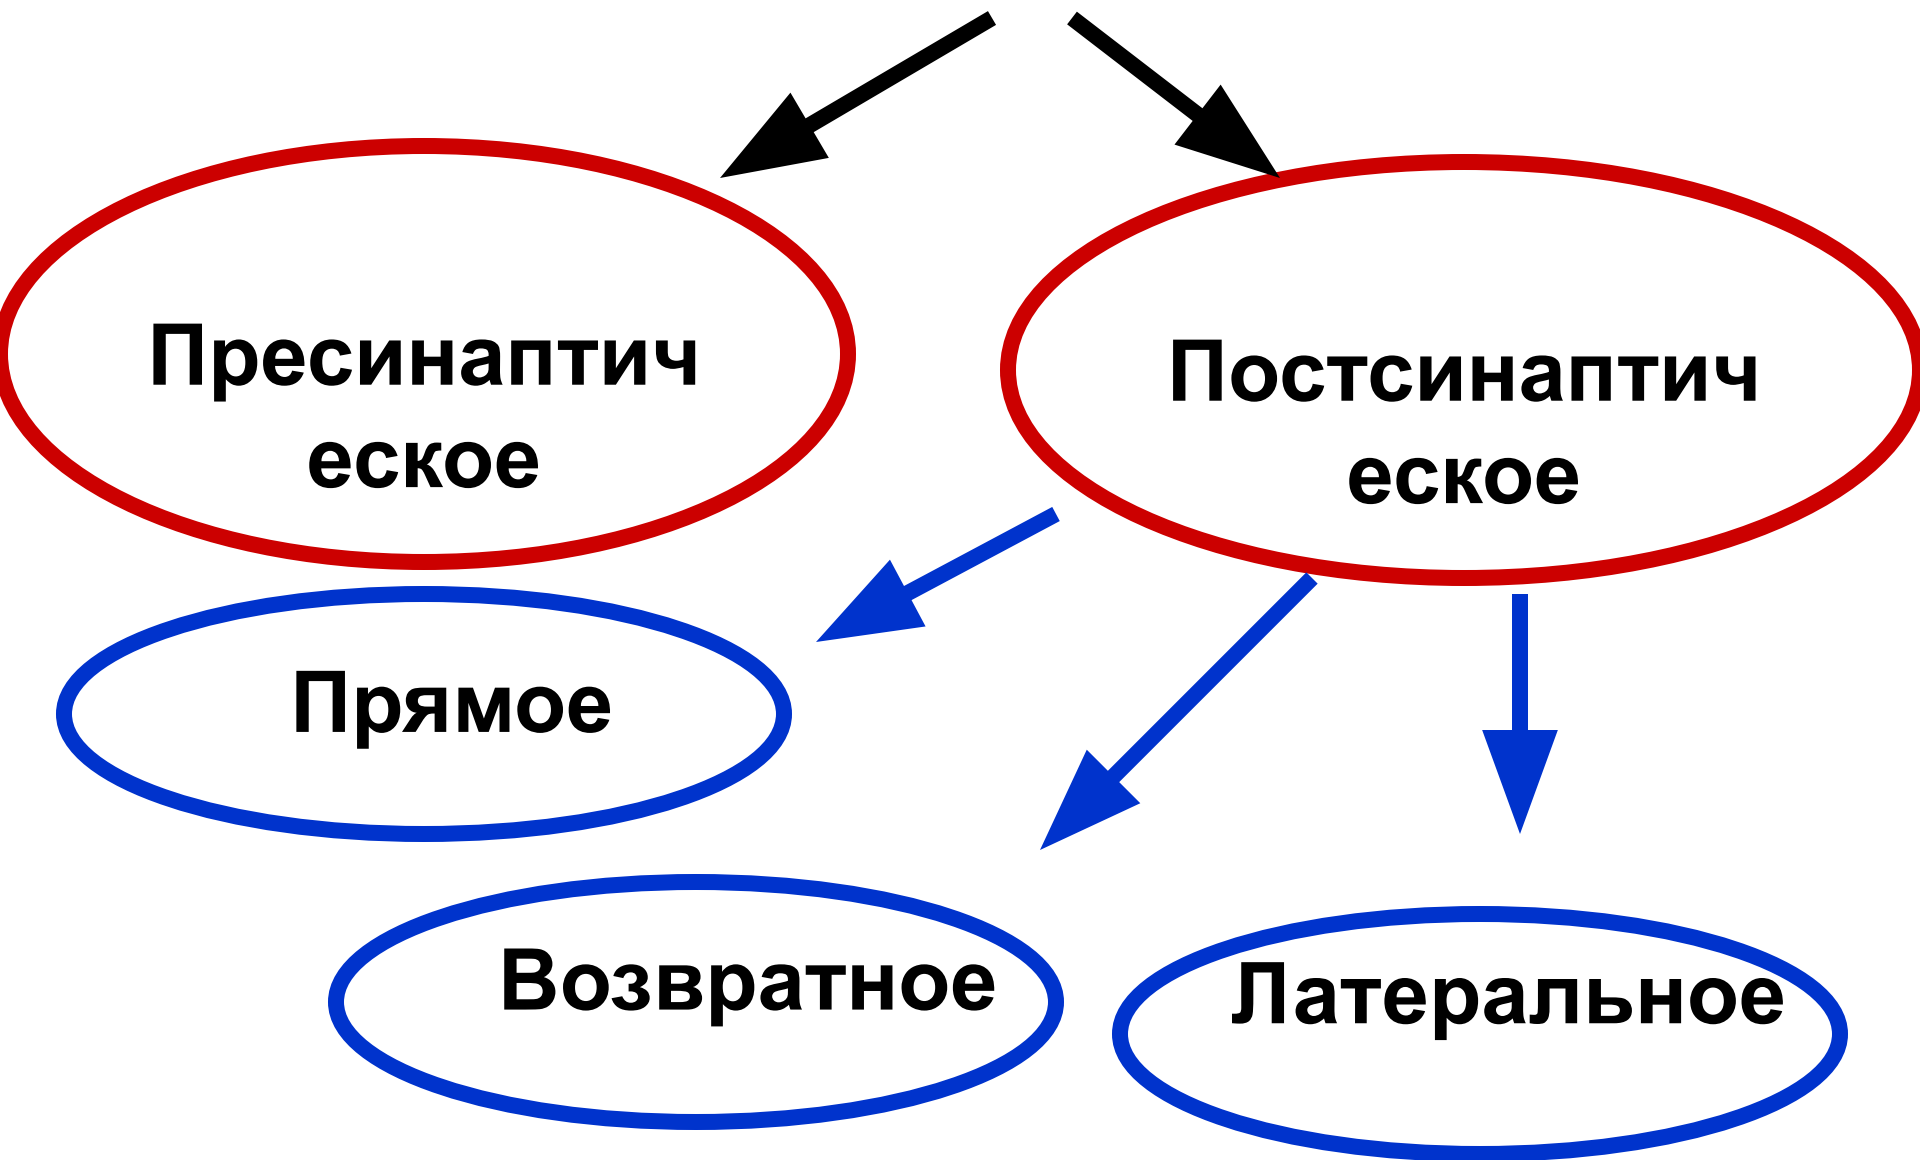 Пресинаптич
еское
Постсинаптич
еское
Прямое
Возвратное
Латеральное